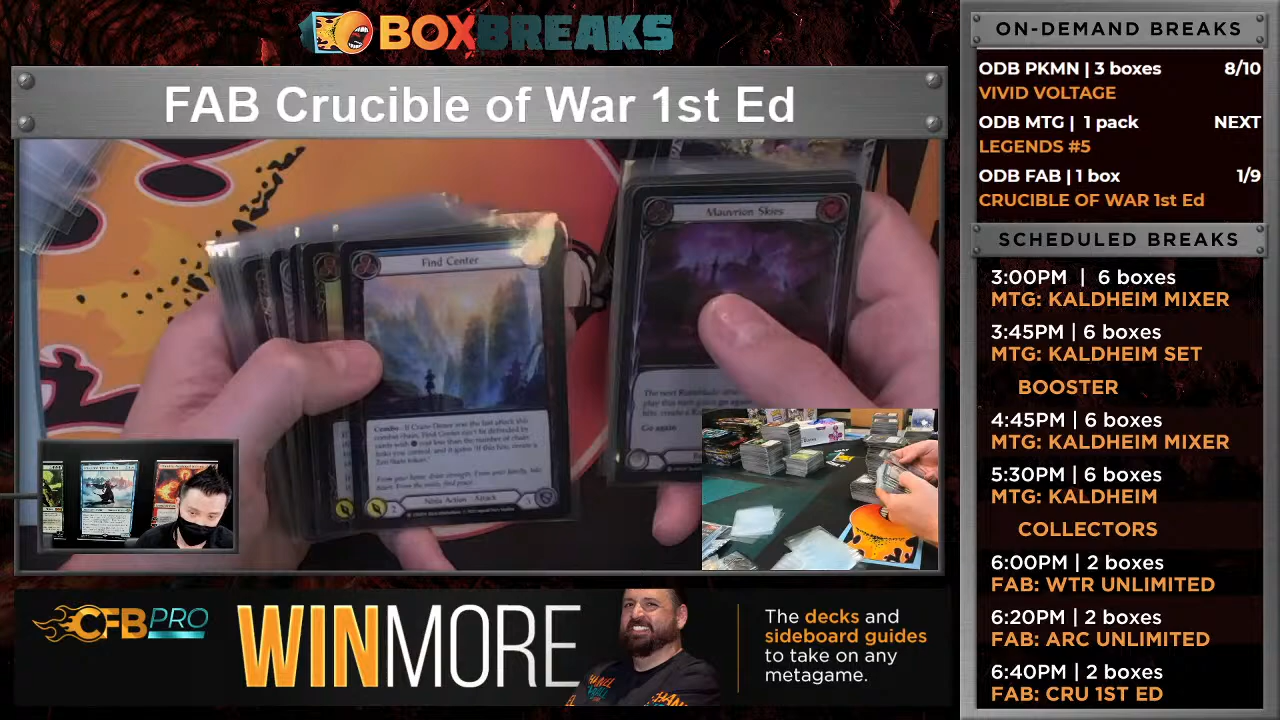 BOXBREAKS
FAB Crucible of War 1st Ed
Find Center
Mauvrion Skies
Go again
Ninja Action - Attack
CFBPRO
WINMORE
The decks and
sideboard guides
to take on any
metagame.
ON-DEMAND BREAKS
ODB PKMN | 3 boxes 8/10
VIVID VOLTAGE
ODB MTG | 1 pack NEXT
LEGENDS #5
ODB FAB | 1 box 1/9
CRUCIBLE OF WAR 1st Ed
SCHEDULED BREAKS
3:00PM | 6 boxes
MTG: KALDHEIM MIXER
3:45PM | 6 boxes
MTG: KALDHEIM SET
BOOSTER
4:45PM | 6 boxes
MTG: KALDHEIM MIXER
5:30PM | 6 boxes
MTG: KALDHEIM
COLLECTORS
6:00PM | 2 boxes
FAB: WTR UNLIMITED
6:20PM | 2 boxes
FAB: ARC UNLIMITED
6:40PM | 2 boxes
FAB: CRU 1ST ED